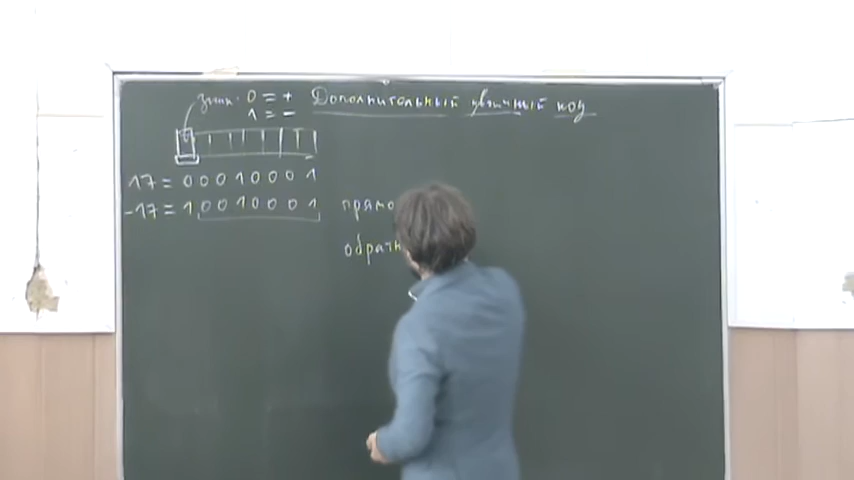 знак: 0 = + Дополнительный двоичный код
1 = -
17 = 0 0 0 1 0 0 0 1
-17 = 1 0 0 1 0 0 0 1 прямо
обратн